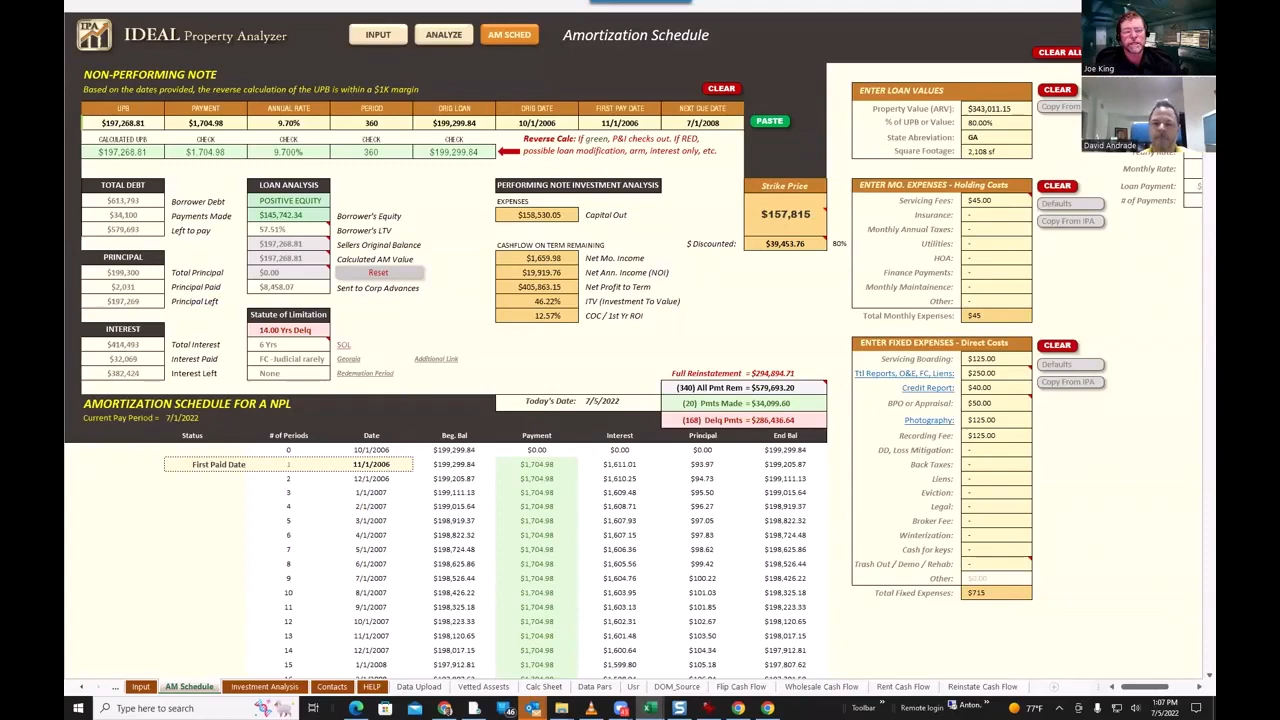 IPA
IDEAL Property Analyzer
INPUT
ANALYZE
AM SCHED
Amortization Schedule
CLEAR ALL
Joe King
David Andrade
NON-PERFORMING NOTE
Based on the dates provided, the reverse calculation of the UPB is within a $1K margin
CLEAR
UPB PAYMENT ANNUAL RATE PERIOD ORIG LOAN ORIG DATE FIRST PAY DATE NEXT DUE DATE
$197,268.81 $1,704.98 9.70% 360 $199,299.84 10/1/2006 11/1/2006 7/1/2008
PASTE
CALCULATED UPB CHECK CHECK CHECK CHECK
$197,268.81 $1,704.98 9.700% 360 $199,299.84
Reverse Calc: If green, P&I checks out. If RED,
possible loan modification, arm, interest only, etc.
TOTAL DEBT
$613,793 Borrower Debt
$34,100 Payments Made
$579,693 Left to pay
PRINCIPAL
$199,300 Total Principal
$2,031 Principal Paid
$197,269 Principal Left
INTEREST
$414,493 Total Interest
$32,069 Interest Paid
$382,424 Interest Left
LOAN ANALYSIS
POSITIVE EQUITY
$145,742.34 Borrower's Equity
57.51% Borrower's LTV
$197,268.81 Sellers Original Balance
$197,268.81 Calculated AM Value
$0.00 Reset
$8,458.07 Sent to Corp Advances
Statute of Limitation
14.00 Yrs Delq
6 Yrs SOL
FC -Judicial rarely Georgia Additional Link
None Redemption Period
PERFORMING NOTE INVESTMENT ANALYSIS
EXPENSES
$158,530.05 Capital Out
CASHFLOW ON TERM REMAINING
$1,659.98 Net Mo. Income
$19,919.76 Net Ann. Income (NOI)
$405,863.15 Net Profit to Term
46.22% ITV (Investment To Value)
12.57% COC / 1st Yr ROI
Strike Price
$157,815
$ Discounted: $39,453.76 80%
Full Reinstatement = $294,894.71
(340) All Pmt Rem = $579,693.20
(20) Pmts Made = $34,099.60
(168) Delq Pmts = $286,436.64
Today's Date: 7/5/2022
AMORTIZATION SCHEDULE FOR A NPL
Current Pay Period = 7/1/2022
Status # of Periods Date Beg. Bal Payment Interest Principal End Bal
0 10/1/2006 $199,299.84 $0.00 $0.00 $0.00 $199,299.84
First Paid Date 1 11/1/2006 $199,299.84 $1,704.98 $1,611.01 $93.97 $199,205.87
2 12/1/2006 $199,205.87 $1,704.98 $1,610.25 $94.73 $199,111.13
3 1/1/2007 $199,111.13 $1,704.98 $1,609.48 $95.50 $199,015.64
4 2/1/2007 $199,015.64 $1,704.98 $1,608.71 $96.27 $198,919.37
5 3/1/2007 $198,919.37 $1,704.98 $1,607.93 $97.05 $198,822.32
6 4/1/2007 $198,822.32 $1,704.98 $1,607.15 $97.83 $198,724.48
7 5/1/2007 $198,724.48 $1,704.98 $1,606.36 $98.62 $198,625.86
8 6/1/2007 $198,625.86 $1,704.98 $1,605.56 $99.42 $198,526.44
9 7/1/2007 $198,526.44 $1,704.98 $1,604.76 $100.22 $198,426.22
10 8/1/2007 $198,426.22 $1,704.98 $1,603.95 $101.03 $198,325.18
11 9/1/2007 $198,325.18 $1,704.98 $1,603.13 $101.85 $198,223.33
12 10/1/2007 $198,223.33 $1,704.98 $1,602.31 $102.67 $198,120.65
13 11/1/2007 $198,120.65 $1,704.98 $1,601.48 $103.50 $198,017.15
14 12/1/2007 $198,017.15 $1,704.98 $1,600.64 $104.34 $197,912.81
15 1/1/2008 $197,912.81 $1,704.98 $1,599.80 $105.18 $197,807.62
ENTER LOAN VALUES CLEAR
Property Value (ARV): $343,011.15 Copy From
% of UPB or Value: 80.00%
State Abreviation: GA
Square Footage: 2,108 sf
Monthly Rate:
Loan Payment: $
# of Payments:
ENTER MO. EXPENSES - Holding Costs CLEAR
Servicing Fees: $45.00 Defaults
Insurance: - Copy From IPA
Monthly Annual Taxes: -
Utilities: -
HOA: -
Finance Payments: -
Monthly Maintainence: -
Other: -
Total Monthly Expenses: $45
ENTER FIXED EXPENSES - Direct Costs CLEAR
Servicing Boarding: $125.00 Defaults
Ttl Reports, O&E, FC, Liens: $250.00
Credit Report: $40.00 Copy From IPA
BPO or Appraisal: $50.00
Photography: $125.00
Recording Fee: $125.00
DD, Loss Mitigation: -
Back Taxes: -
Liens: -
Eviction: -
Legal: -
Broker Fee: -
Winterization: -
Cash for keys: -
Trash Out / Demo / Rehab: -
Other: $0.00
Total Fixed Expenses: $715
... Input AM Schedule Investment Analysis Contacts HELP Data Upload Vetted Assests Calc Sheet Data Pars Usr DOM_Source Flip Cash Flow Wholesale Cash Flow Rent Cash Flow Reinstate Cash Flow
Type here to search 46 Toolbar Remote login Anton. 77°F 1:07 PM
7/5/2022